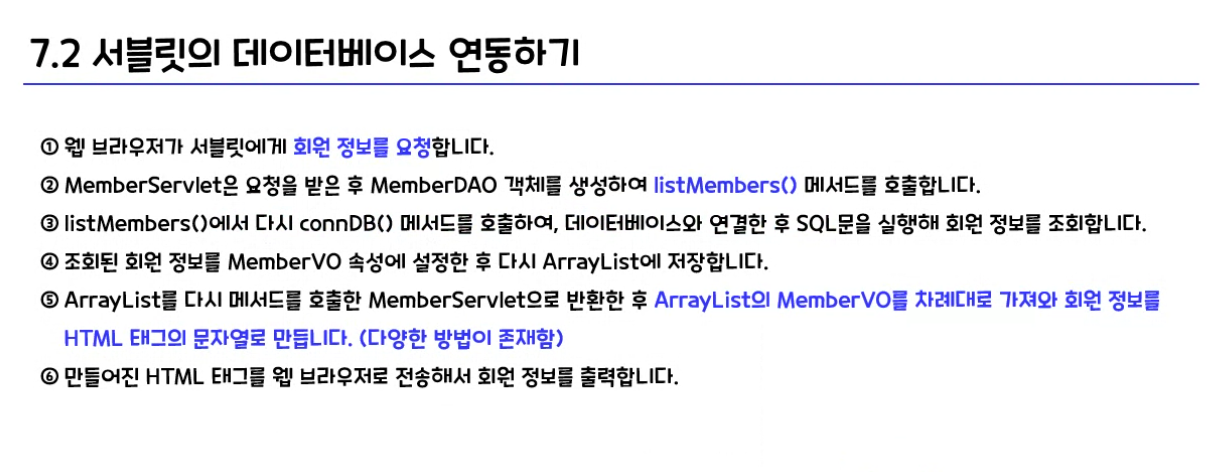 7.2 서블릿의 데이터베이스 연동하기
① 웹 브라우저가 서블릿에게 회원 정보를 요청합니다.
② MemberServlet은 요청을 받은 후 MemberDAO 객체를 생성하여 listMembers() 메서드를 호출합니다.
③ listMembers()에서 다시 connDB() 메서드를 호출하여, 데이터베이스와 연결한 후 SQL문을 실행해 회원 정보를 조회합니다.
④ 조회된 회원 정보를 MemberVO 속성에 설정한 후 다시 ArrayList에 저장합니다.
⑤ ArrayList를 다시 메서드를 호출한 MemberServlet으로 반환한 후 ArrayList의 MemberVO를 차례대로 가져와 회원 정보를
HTML 태그의 문자열로 만듭니다. (다양한 방법이 존재함)
⑥ 만들어진 HTML 태그를 웹 브라우저로 전송해서 회원 정보를 출력합니다.